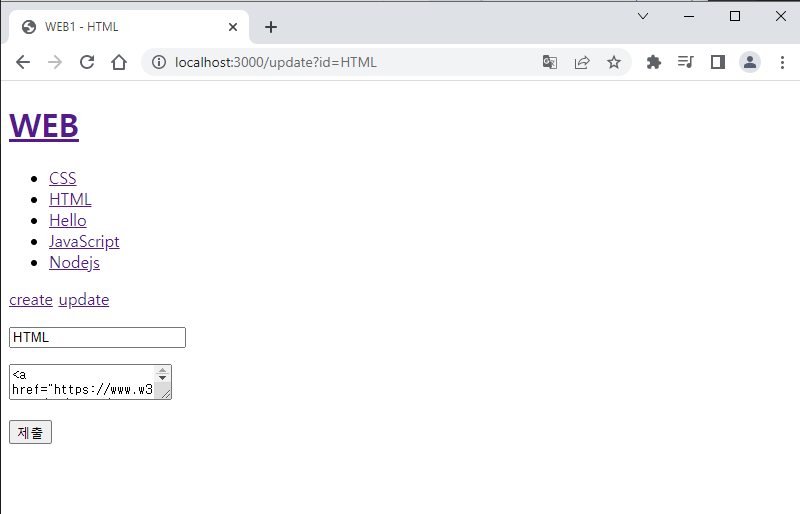 WEB1 - HTML
localhost:3000/update?id=HTML
WEB
CSS
HTML
Hello
JavaScript
Nodejs
create update
HTML
<a
href="https://www.w3
제출